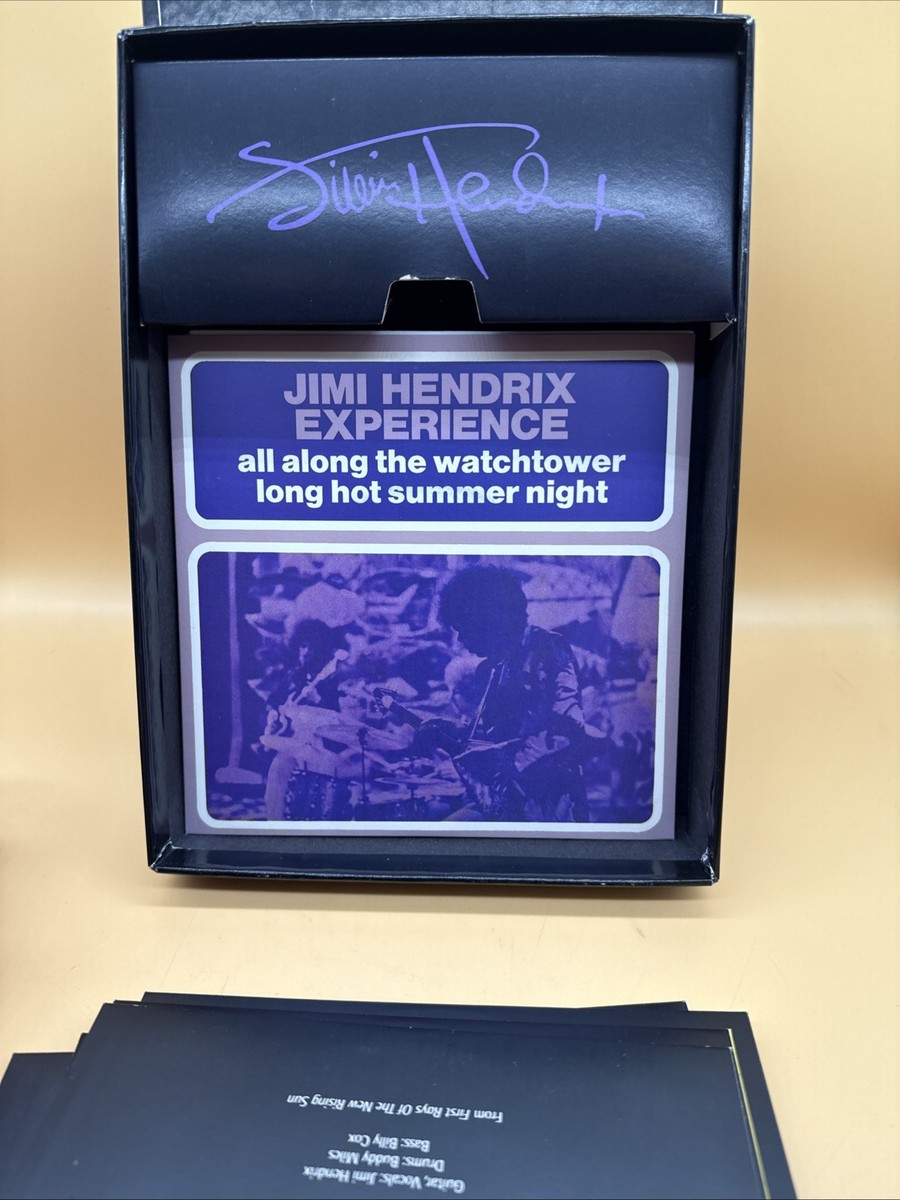 Jimi Hendrix
JIMI HENDRIX
EXPERIENCE
all along the watchtower
long hot summer night
Guitar, Vocals: Jimi Hendrix
Drums: Buddy Miles
Bass: Billy Cox
From First Rays Of The New Rising Sun